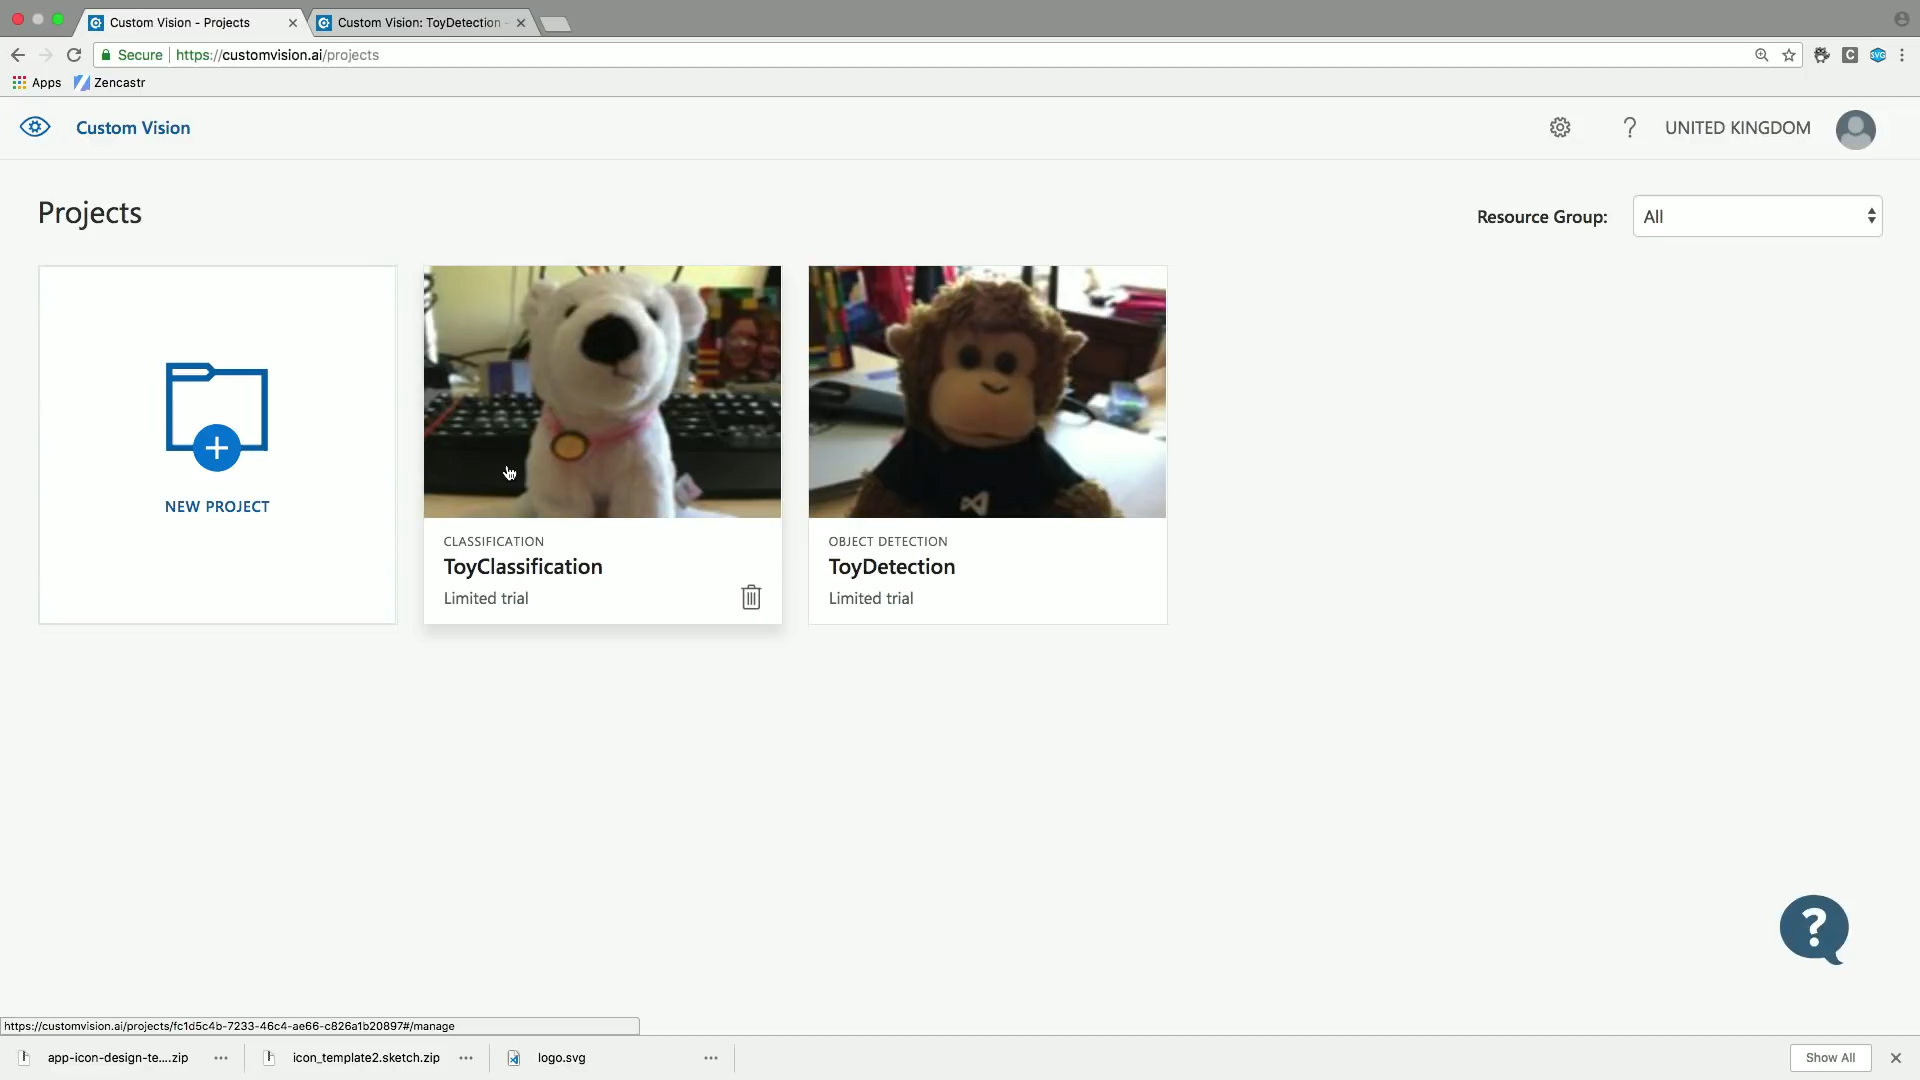 Custom Vision - Projects
Custom Vision: ToyDetection -
Secure
https://customvision.ai/projects
C
SVG
Apps
Zencastr
Custom Vision
?
UNITED KINGDOM
Projects
Resource Group:
All
NEW PROJECT
CLASSIFICATION
ToyClassification
Limited trial
OBJECT DETECTION
ToyDetection
Limited trial
?
https://customvision.ai/projects/fc1d5c4b-7233-46c4-ae66-c826a1b20897#/manage
app-icon-design-te....zip
icon_template2.sketch.zip
logo.svg
Show All